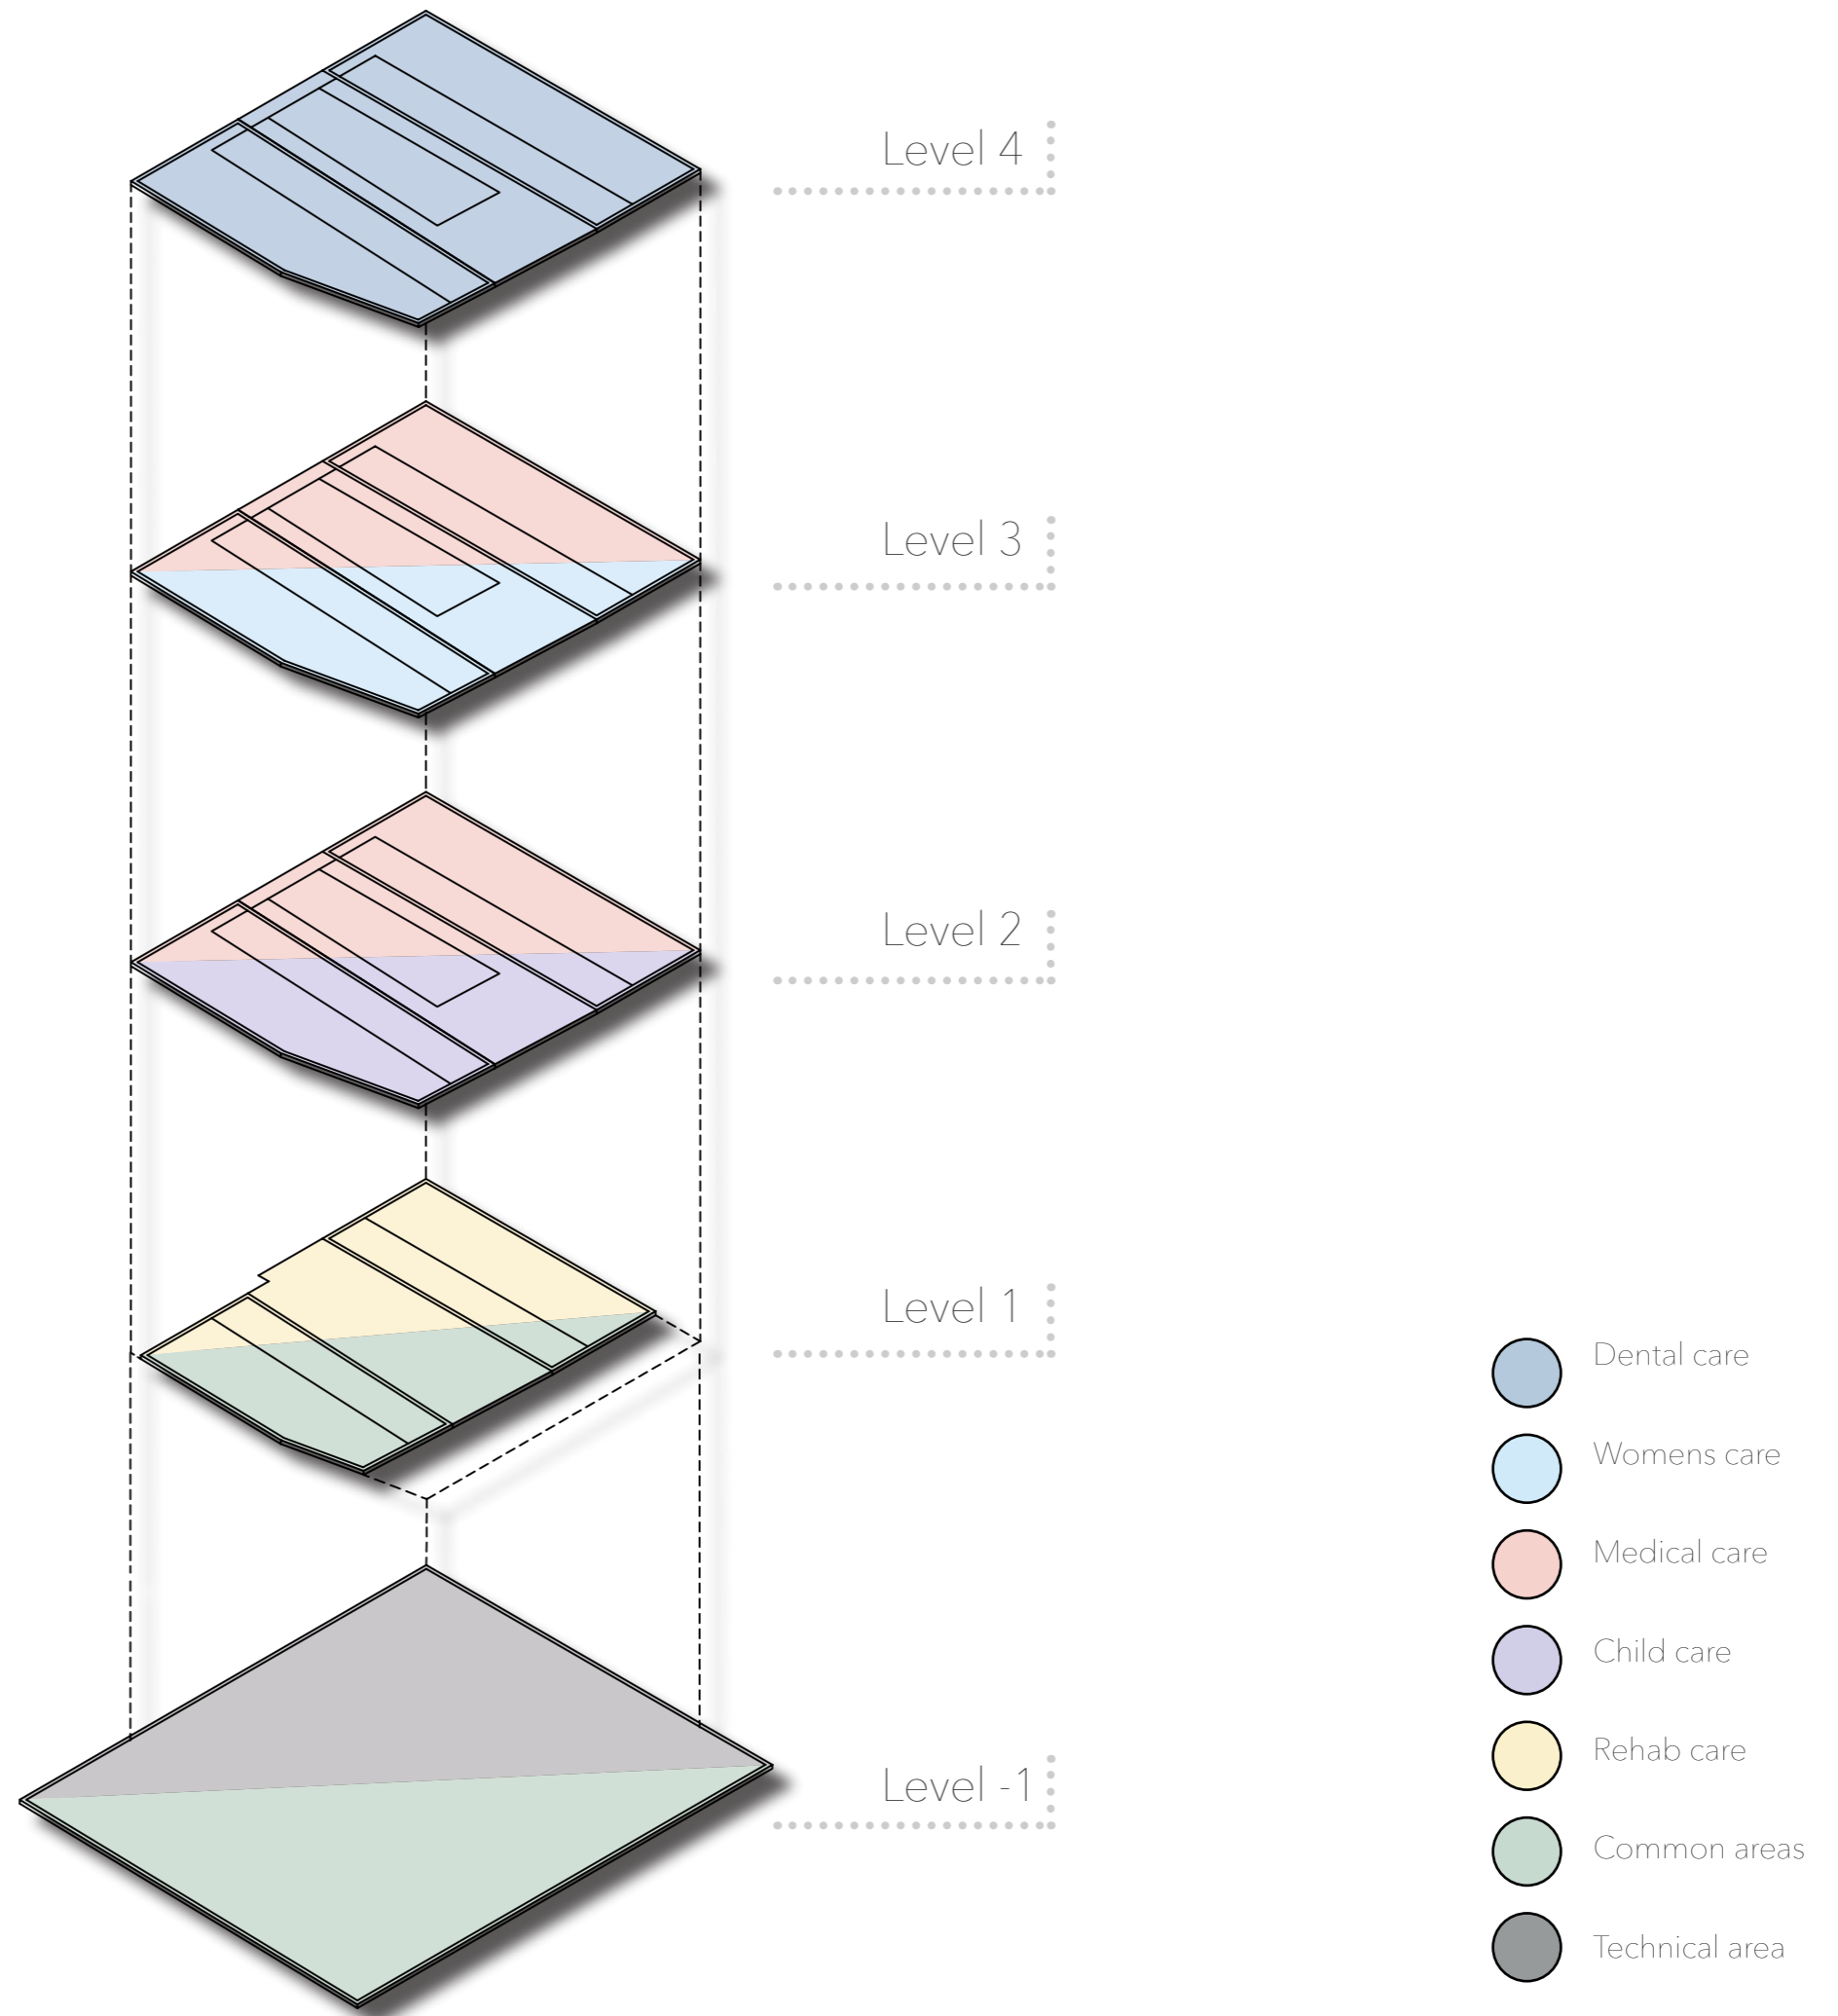 Level 4
Level 3
Level 2
Level 1
Level -1
Dental care
Womens care
Medical care
Child care
Rehab care
Common areas
Technical area